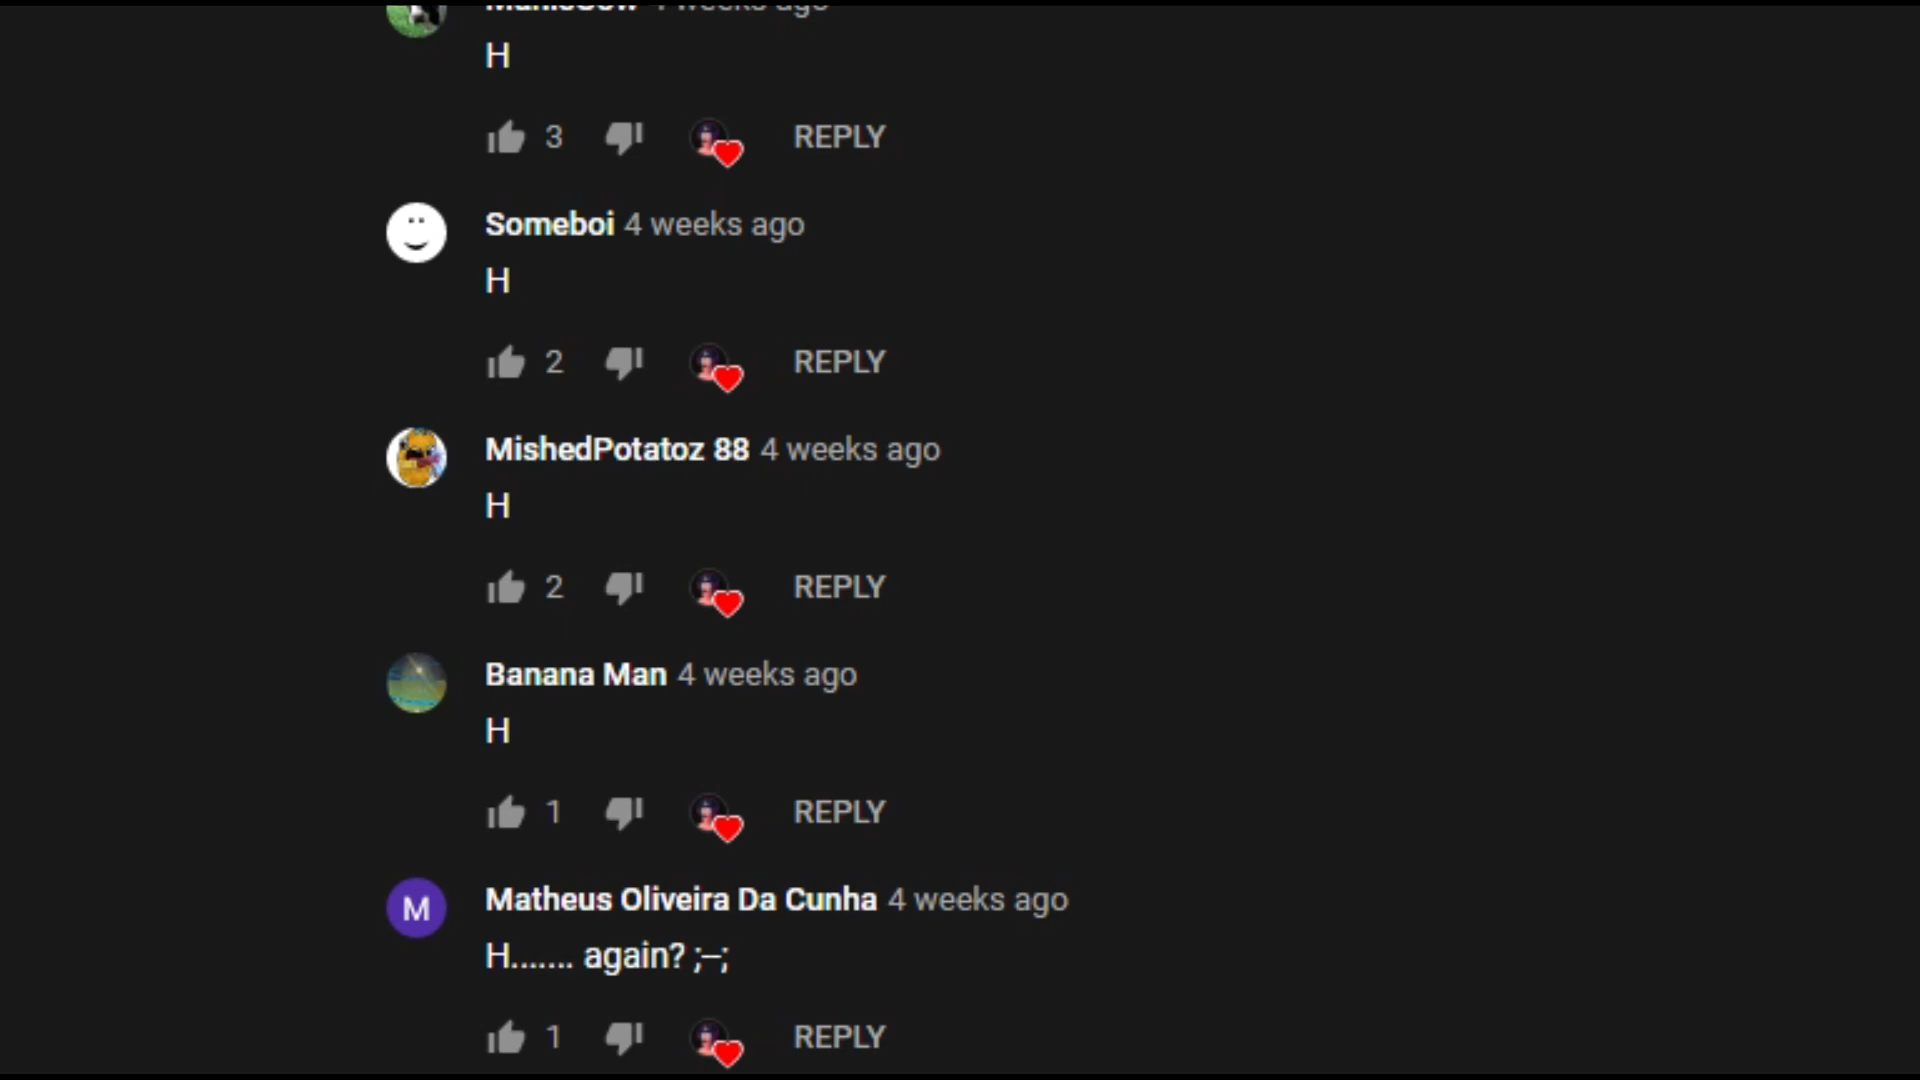 H
3 REPLY
Someboi 4 weeks ago
H
2 REPLY
MishedPotatoz 88 4 weeks ago
H
2 REPLY
Banana Man 4 weeks ago
H
1 REPLY
M
Matheus Oliveira Da Cunha 4 weeks ago
H....... again? ;--;
1 REPLY